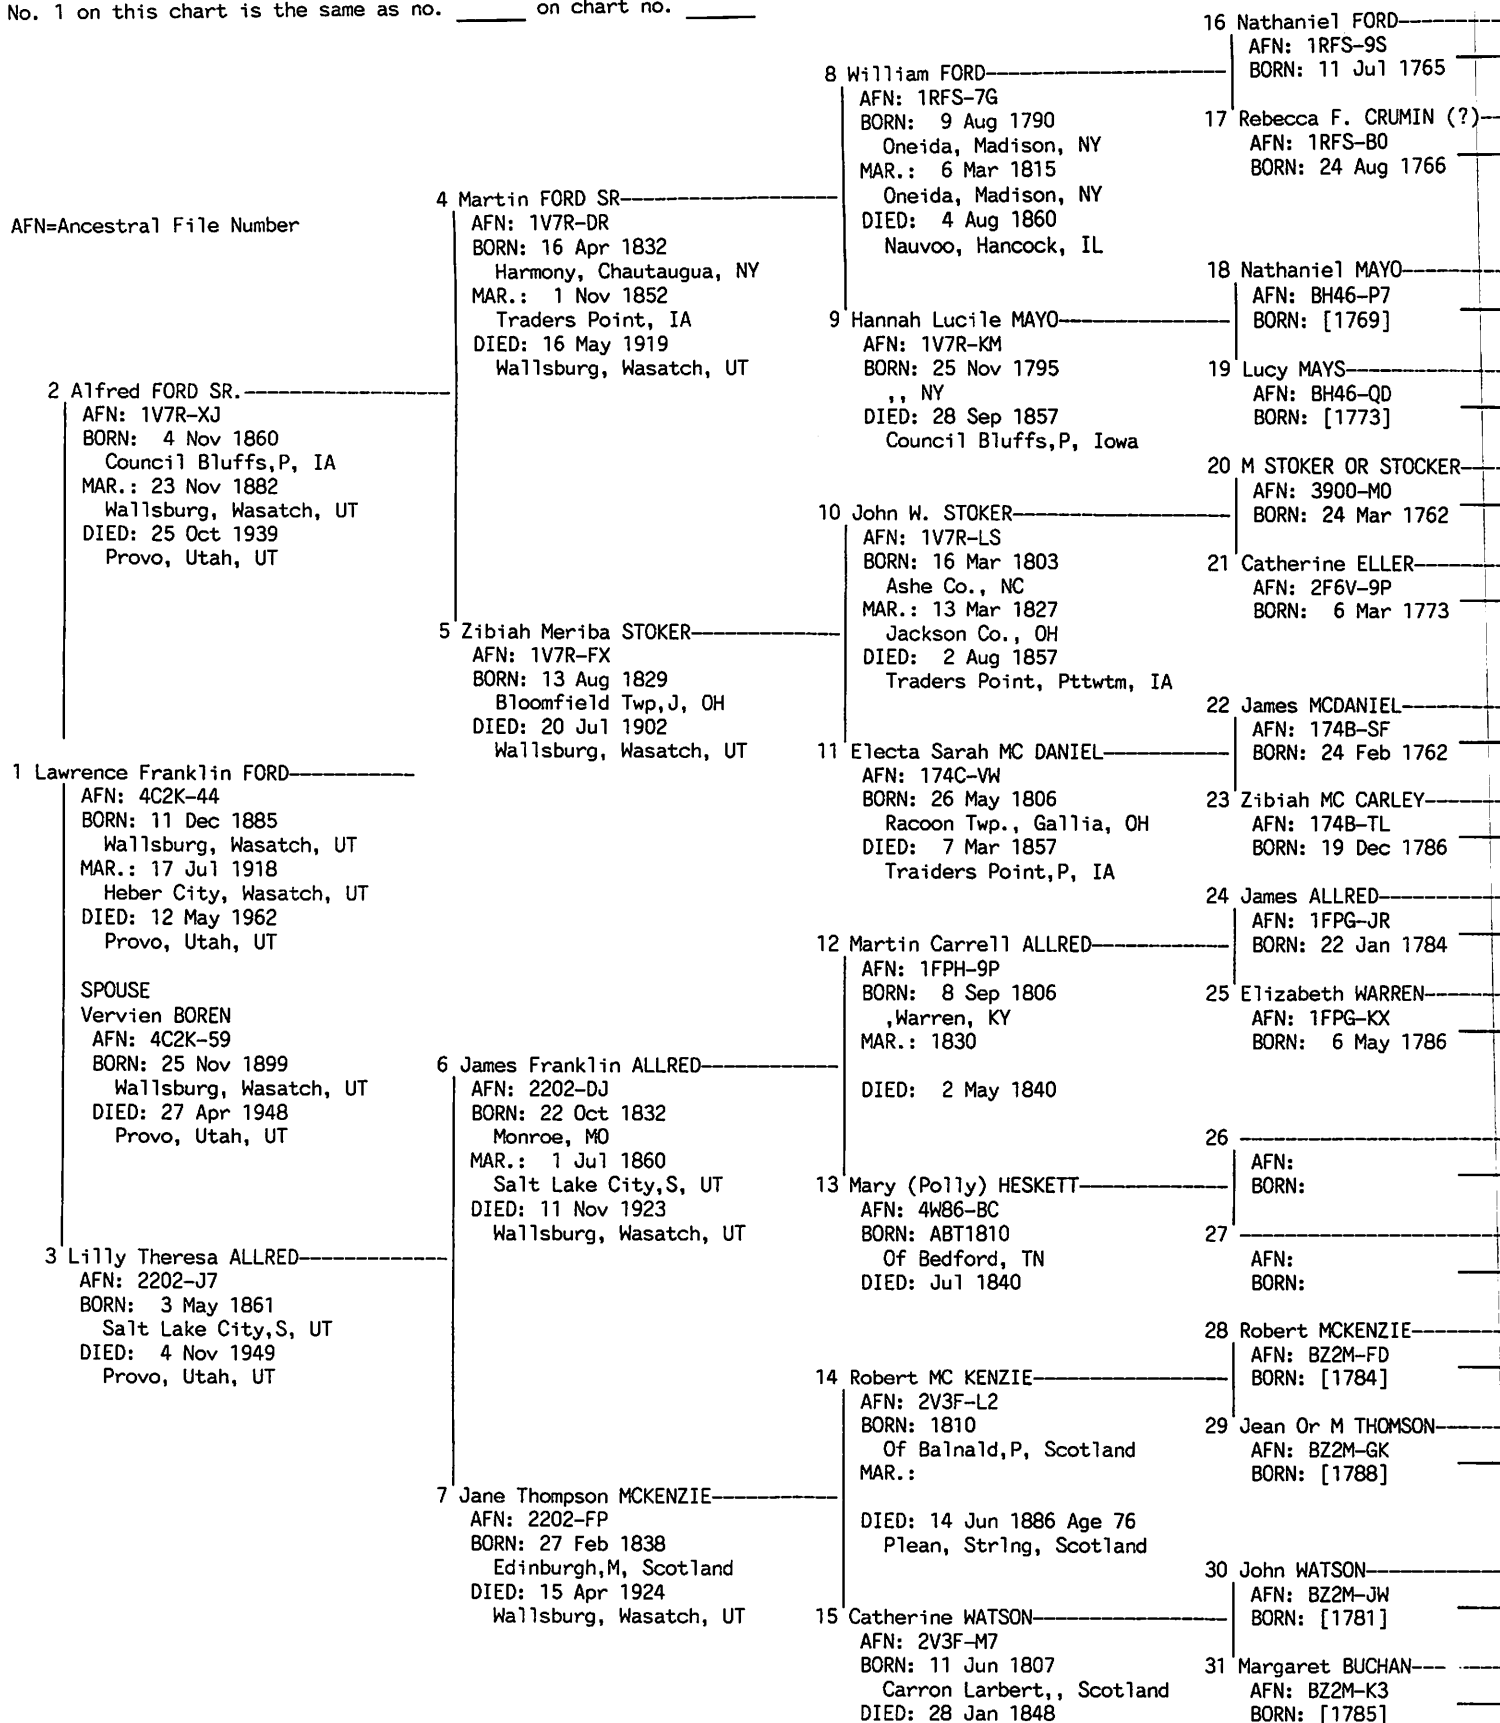 No. 1 on this chart is the same as no. _____ on chart no. _____
AFN=Ancestral File Number
1 Lawrence Franklin FORD
AFN: 4C2K-44
BORN: 11 Dec 1885
Wallsburg, Wasatch, UT
MAR.: 17 Jul 1918
Heber City, Wasatch, UT
DIED: 12 May 1962
Provo, Utah, UT
SPOUSE
Vervien BOREN
AFN: 4C2K-59
BORN: 25 Nov 1899
Wallsburg, Wasatch, UT
DIED: 27 Apr 1948
Provo, Utah, UT
2 Alfred FORD SR.
AFN: 1V7R-XJ
BORN: 4 Nov 1860
Council Bluffs,P, IA
MAR.: 23 Nov 1882
Wallsburg, Wasatch, UT
DIED: 25 Oct 1939
Provo, Utah, UT
3 Lilly Theresa ALLRED
AFN: 2202-J7
BORN: 3 May 1861
Salt Lake City,S, UT
DIED: 4 Nov 1949
Provo, Utah, UT
4 Martin FORD SR
AFN: 1V7R-DR
BORN: 16 Apr 1832
Harmony, Chautaugua, NY
MAR.: 1 Nov 1852
Traders Point, IA
DIED: 16 May 1919
Wallsburg, Wasatch, UT
5 Zibiah Meriba STOKER
AFN: 1V7R-FX
BORN: 13 Aug 1829
Bloomfield Twp,J, OH
DIED: 20 Jul 1902
Wallsburg, Wasatch, UT
6 James Franklin ALLRED
AFN: 2202-DJ
BORN: 22 Oct 1832
Monroe, MO
MAR.: 1 Jul 1860
Salt Lake City,S, UT
DIED: 11 Nov 1923
Wallsburg, Wasatch, UT
7 Jane Thompson MCKENZIE
AFN: 2202-FP
BORN: 27 Feb 1838
Edinburgh,M, Scotland
DIED: 15 Apr 1924
Wallsburg, Wasatch, UT
8 William FORD
AFN: 1RFS-7G
BORN: 9 Aug 1790
Oneida, Madison, NY
MAR.: 6 Mar 1815
Oneida, Madison, NY
DIED: 4 Aug 1860
Nauvoo, Hancock, IL
9 Hannah Lucile MAYO
AFN: 1V7R-KM
BORN: 25 Nov 1795
,, NY
DIED: 28 Sep 1857
Council Bluffs,P, Iowa
10 John W. STOKER
AFN: 1V7R-LS
BORN: 16 Mar 1803
Ashe Co., NC
MAR.: 13 Mar 1827
Jackson Co., OH
DIED: 2 Aug 1857
Traders Point, Pttwtm, IA
11 Electa Sarah MC DANIEL
AFN: 174C-VW
BORN: 26 May 1806
Racoon Twp., Gallia, OH
DIED: 7 Mar 1857
Traiders Point,P, IA
12 Martin Carrell ALLRED
AFN: 1FPH-9P
BORN: 8 Sep 1806
,Warren, KY
MAR.: 1830
DIED: 2 May 1840
13 Mary (Polly) HESKETT
AFN: 4W86-BC
BORN: ABT1810
Of Bedford, TN
DIED: Jul 1840
14 Robert MC KENZIE
AFN: 2V3F-L2
BORN: 1810
Of Balnald,P, Scotland
MAR.:
DIED: 14 Jun 1886 Age 76
Plean, Strlng, Scotland
15 Catherine WATSON
AFN: 2V3F-M7
BORN: 11 Jun 1807
Carron Larbert,, Scotland
DIED: 28 Jan 1848
16 Nathaniel FORD
AFN: 1RFS-9S
BORN: 11 Jul 1765
17 Rebecca F. CRUMIN (?)
AFN: 1RFS-B0
BORN: 24 Aug 1766
18 Nathaniel MAYO
AFN: BH46-P7
BORN: [1769]
19 Lucy MAYS
AFN: BH46-QD
BORN: [1773]
20 M STOKER OR STOCKER
AFN: 3900-M0
BORN: 24 Mar 1762
21 Catherine ELLER
AFN: 2F6V-9P
BORN: 6 Mar 1773
22 James MCDANIEL
AFN: 174B-SF
BORN: 24 Feb 1762
23 Zibiah MC CARLEY
AFN: 174B-TL
BORN: 19 Dec 1786
24 James ALLRED
AFN: 1FPG-JR
BORN: 22 Jan 1784
25 Elizabeth WARREN
AFN: 1FPG-KX
BORN: 6 May 1786
26
AFN:
BORN:
27
AFN:
BORN:
28 Robert MCKENZIE
AFN: BZ2M-FD
BORN: [1784]
29 Jean Or M THOMSON
AFN: BZ2M-GK
BORN: [1788]
30 John WATSON
AFN: BZ2M-JW
BORN: [1781]
31 Margaret BUCHAN
AFN: BZ2M-K3
BORN: [1785]